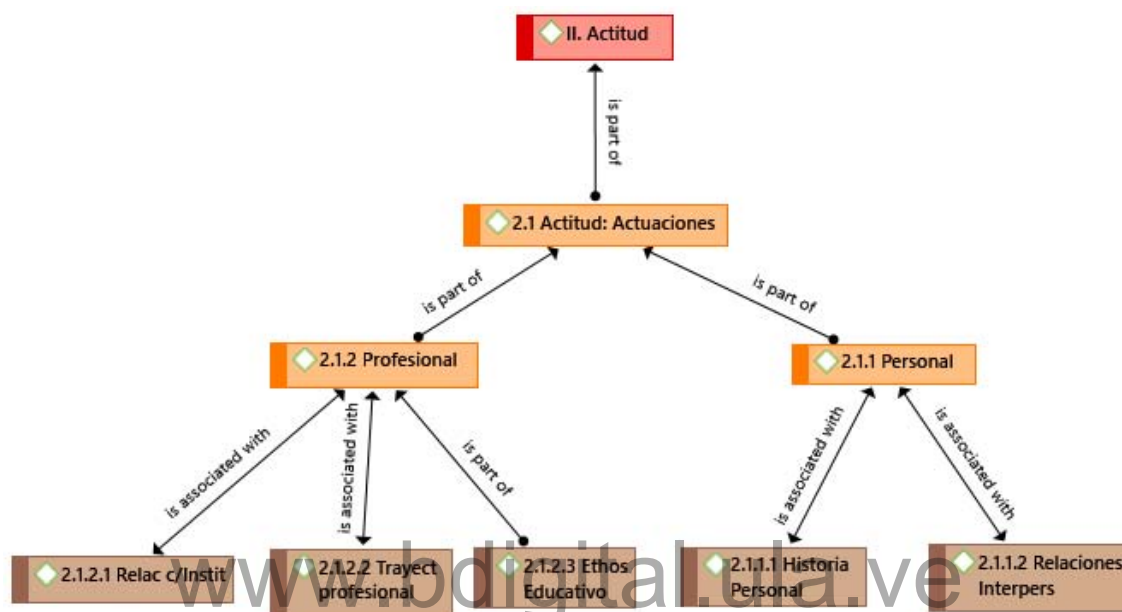 II. Actitud
is part of
2.1 Actitud: Actuaciones
is part of
is part of
2.1.2 Profesional
2.1.1 Personal
is associated with
is associated with
is part of
is associated with
is associated with
2.1.2.1 Relac c/Instit
2.1.2.2 Trayect
profesional
2.1.2.3 Ethos
Educativo
2.1.1.1 Historia
Personal
2.1.1.2 Relaciones
Interpers
www.bdigital.ula.ve